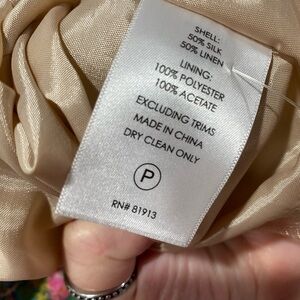 SHELL:
50% SILK
50% LINEN
LINING:
100% POLYESTER
100% ACETATE
EXCLUDING TRIMS
MADE IN CHINA
DRY CLEAN ONLY
P
RN# 81913